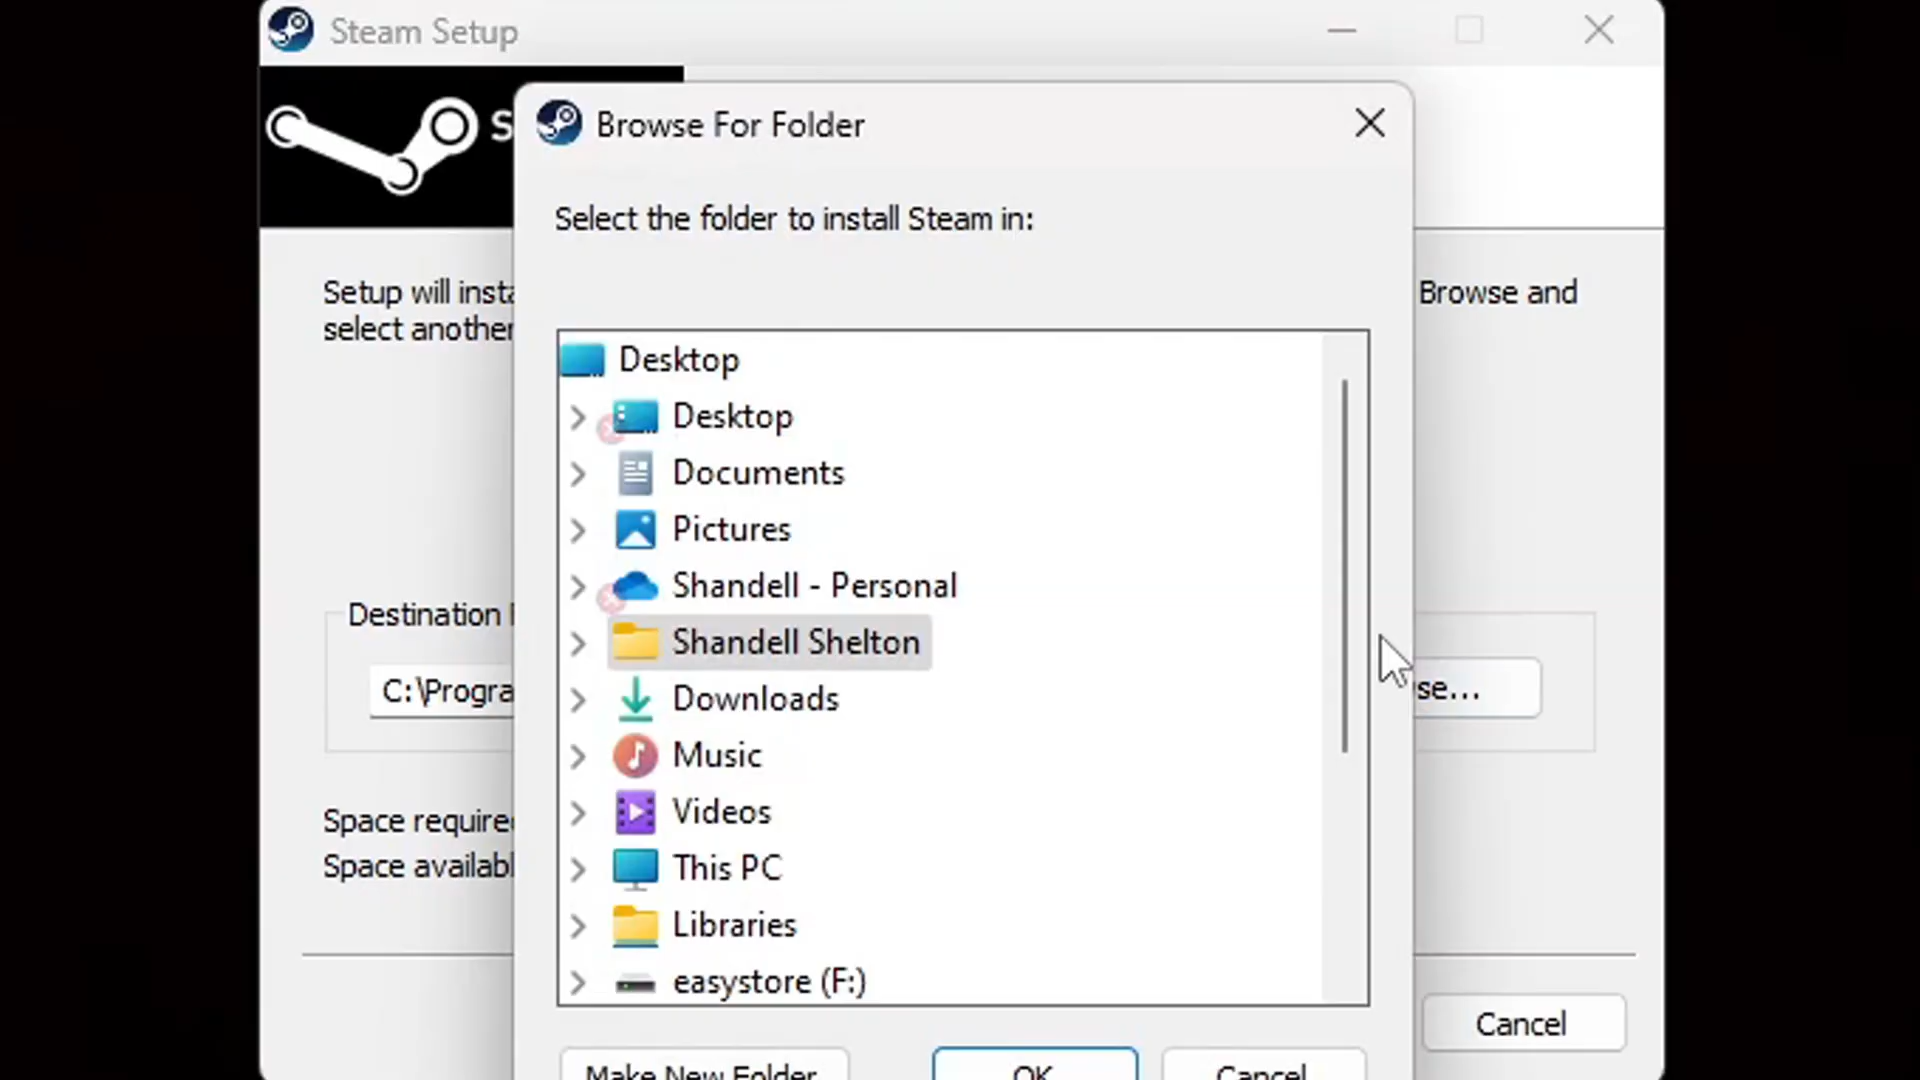 Steam Setup
S
Browse For Folder
Select the folder to install Steam in:
Setup will insta
Browse and
select another
Desktop
Desktop
Documents
Pictures
Shandell - Personal
Shandell Shelton
Downloads
Music
Videos
This PC
Libraries
easystore (F:)
Destination
C:\Progra
se...
Space require
Space availabl
Make New Folder
OK
Cancel
Cancel